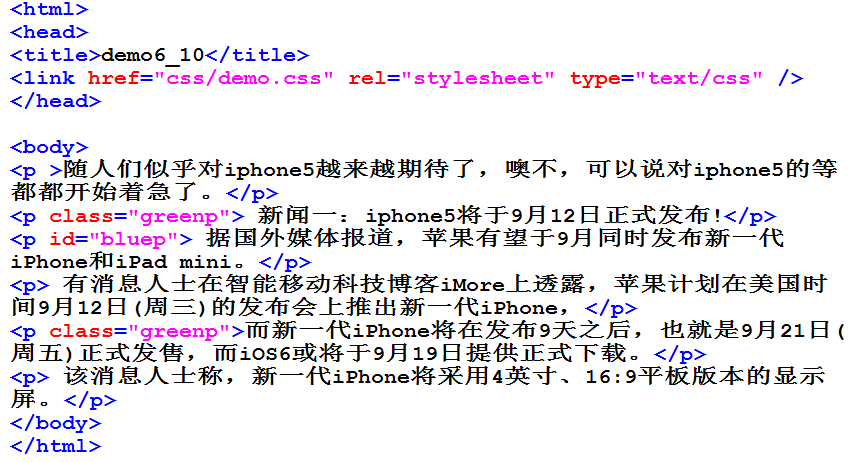 <html>
<head>
<title>demo6_10</title>
<link href="css/demo.css" rel="stylesheet" type="text/css" />
</head>
<body>
<p >随人们似乎对iphone5越来越期待了，噢不，可以说对iphone5的等
都都开始着急了。</p>
<p class="greenp"> 新闻一：iphone5将于9月12日正式发布!</p>
<p id="bluep"> 据国外媒体报道，苹果有望于9月同时发布新一代
iPhone和iPad mini。</p>
<p> 有消息人士在智能移动科技博客iMore上透露，苹果计划在美国时
间9月12日(周三)的发布会上推出新一代iPhone，</p>
<p class="greenp">而新一代iPhone将在发布9天之后，也就是9月21日(
周五)正式发售，而iOS6或将于9月19日提供正式下载。</p>
<p> 该消息人士称，新一代iPhone将采用4英寸、16:9平板版本的显示
屏。</p>
</body>
</html>